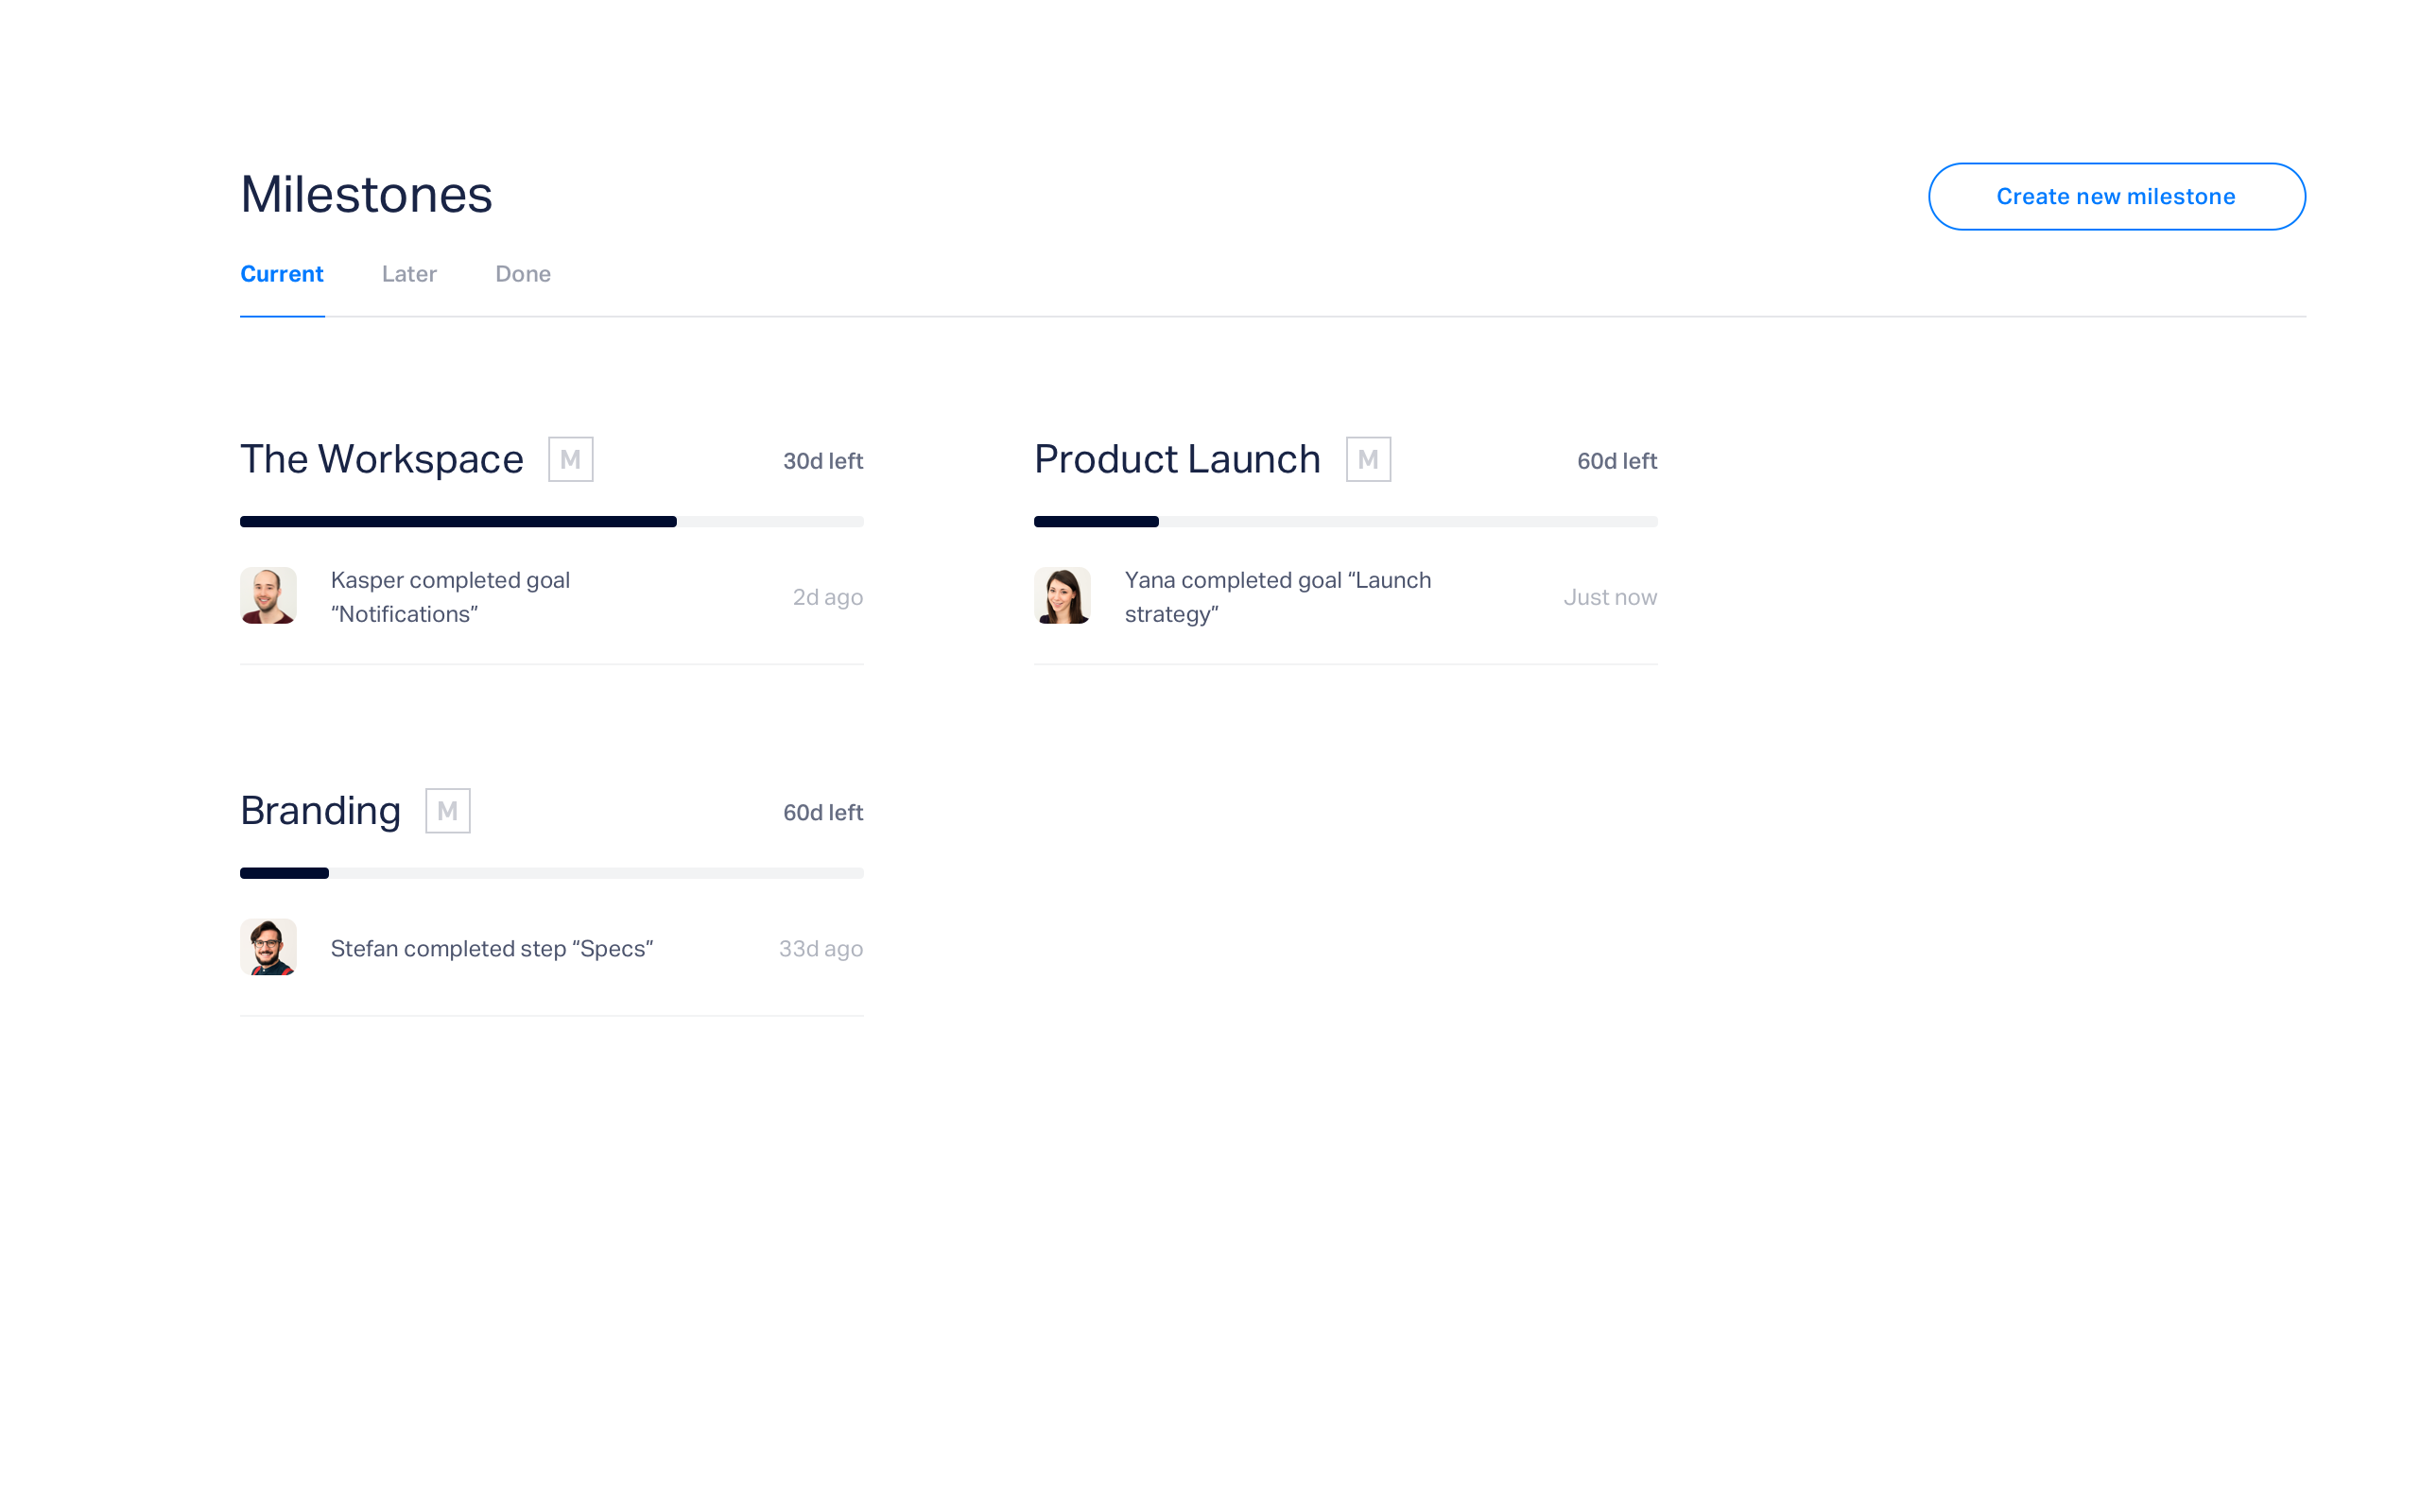 Milestones
Create new milestone
Current
Later
Done
The Workspace
M
30d left
Kasper completed goal
“Notifications”
2d ago
Product Launch
M
60d left
Yana completed goal “Launch
strategy”
Just now
Branding
M
60d left
Stefan completed step “Specs”
33d ago